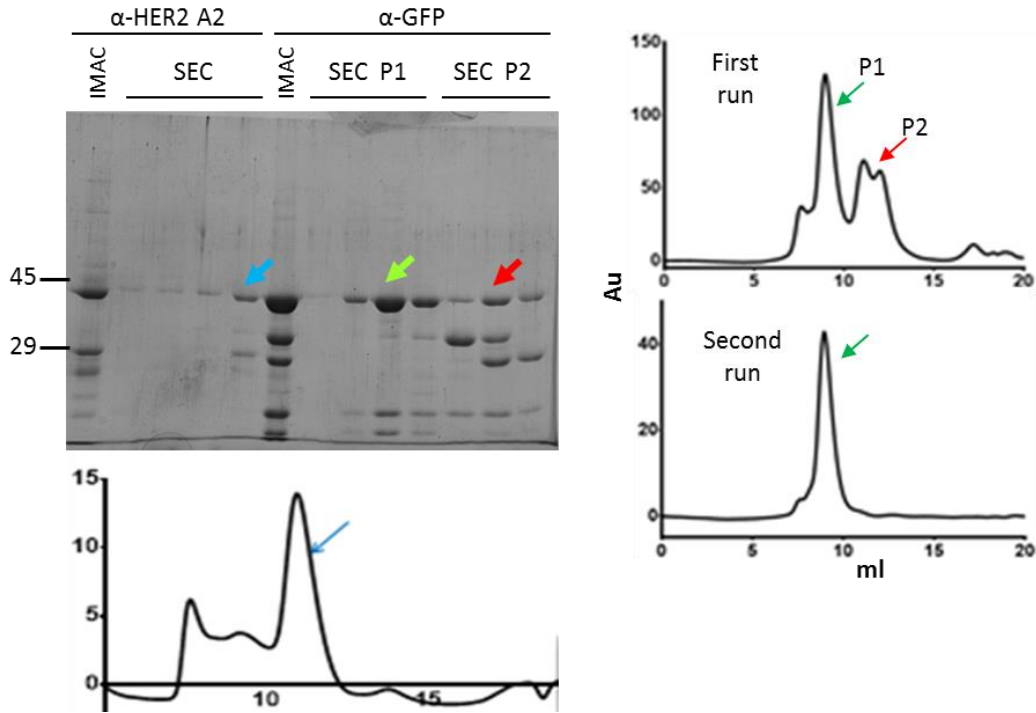 α-HER2 A2
α-GFP
IMAC
SEC
IMAC
SEC P1
SEC P2
45
29
15
10
5
0
10
15
First run
P1
P2
150
100
50
0
0
5
10
15
20
Au
Second run
40
20
0
0
5
10
15
20
ml